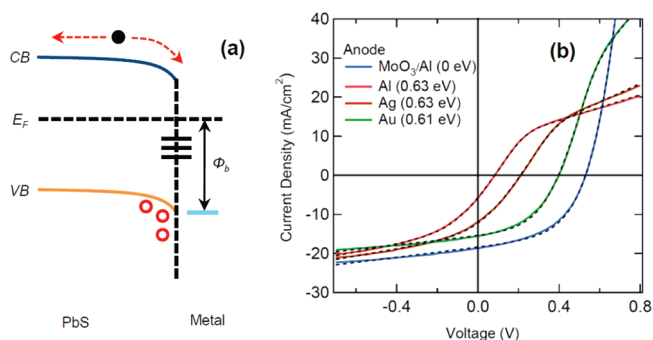 (a)
CB
E_F
Φ_b
VB
PbS Metal
(b)
Anode
MoO₃/Al (0 eV)
Al (0.63 eV)
Ag (0.63 eV)
Au (0.61 eV)
Current Density (mA/cm²)
40
30
20
10
0
-10
-20
-30
-0.4 0.0 0.4 0.8
Voltage (V)